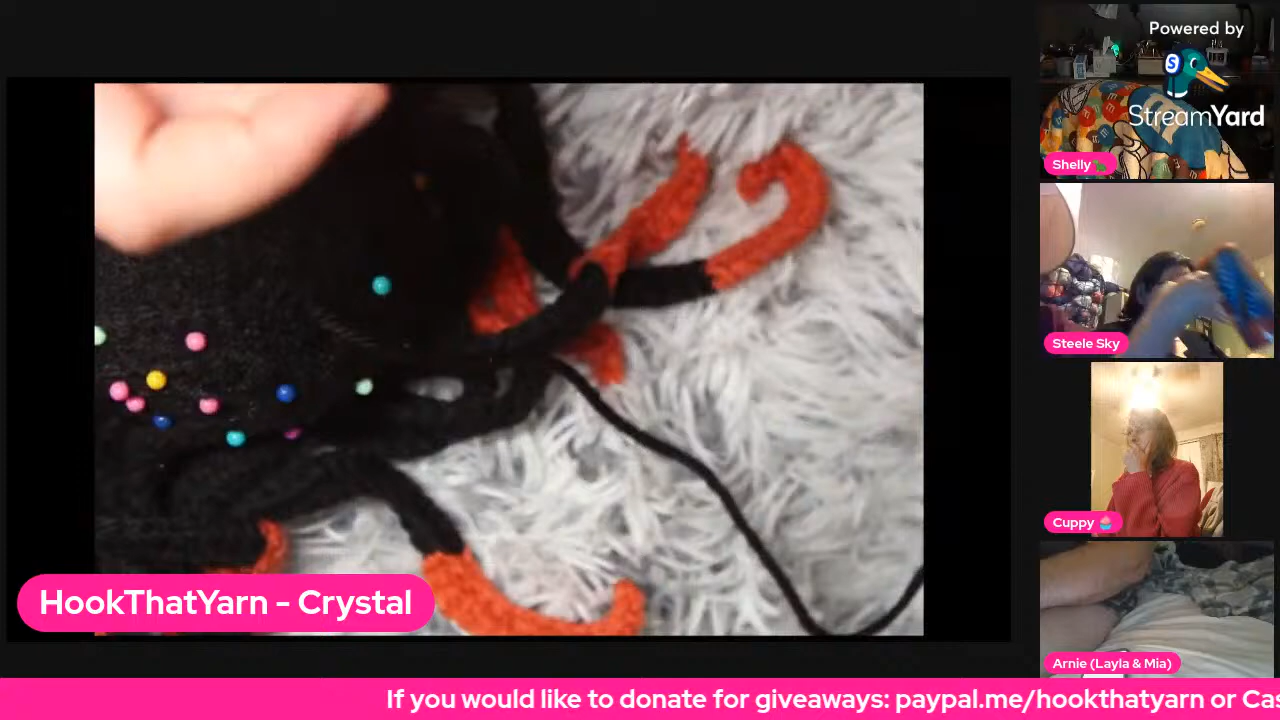 Powered by
S
StreamYard
Shelly🦕
Steele Sky
Cuppy 🧁
HookThatYarn - Crystal
Arnie (Layla & Mia)
If you would like to donate for giveaways: paypal.me/hookthatyarn or Cas